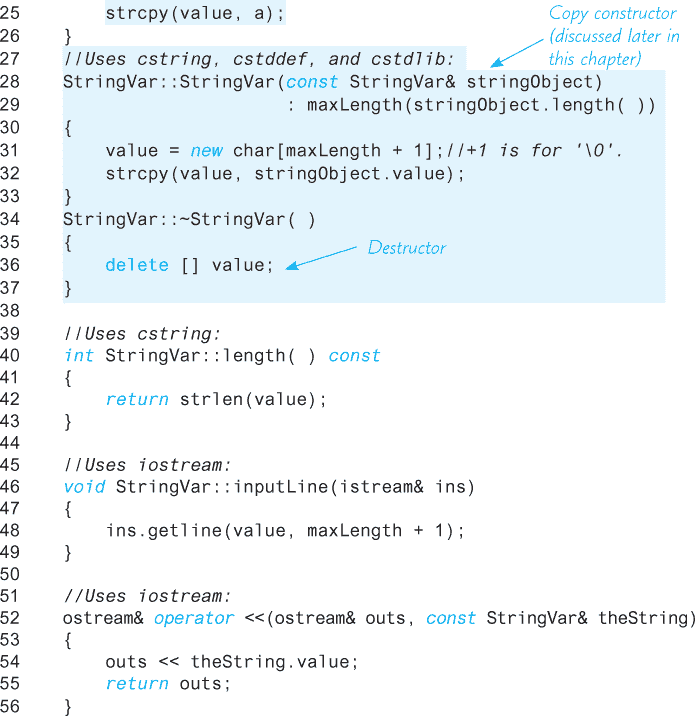 25 strcpy(value, a);
Copy constructor
(discussed later in
this chapter)
26 }
27 //Uses cstring, cstddef, and cstdlib:
28 StringVar::StringVar(const StringVar& stringObject)
29 : maxLength(stringObject.length( ))
30 {
31 value = new char[maxLength + 1];//+1 is for '\0'.
32 strcpy(value, stringObject.value);
33 }
34 StringVar::~StringVar( )
35 {
Destructor
36 delete [] value;
37 }
38
39 //Uses cstring:
40 int StringVar::length( ) const
41 {
42 return strlen(value);
43 }
44
45 //Uses iostream:
46 void StringVar::inputLine(istream& ins)
47 {
48 ins.getline(value, maxLength + 1);
49 }
50
51 //Uses iostream:
52 ostream& operator <<(ostream& outs, const StringVar& theString)
53 {
54 outs << theString.value;
55 return outs;
56 }